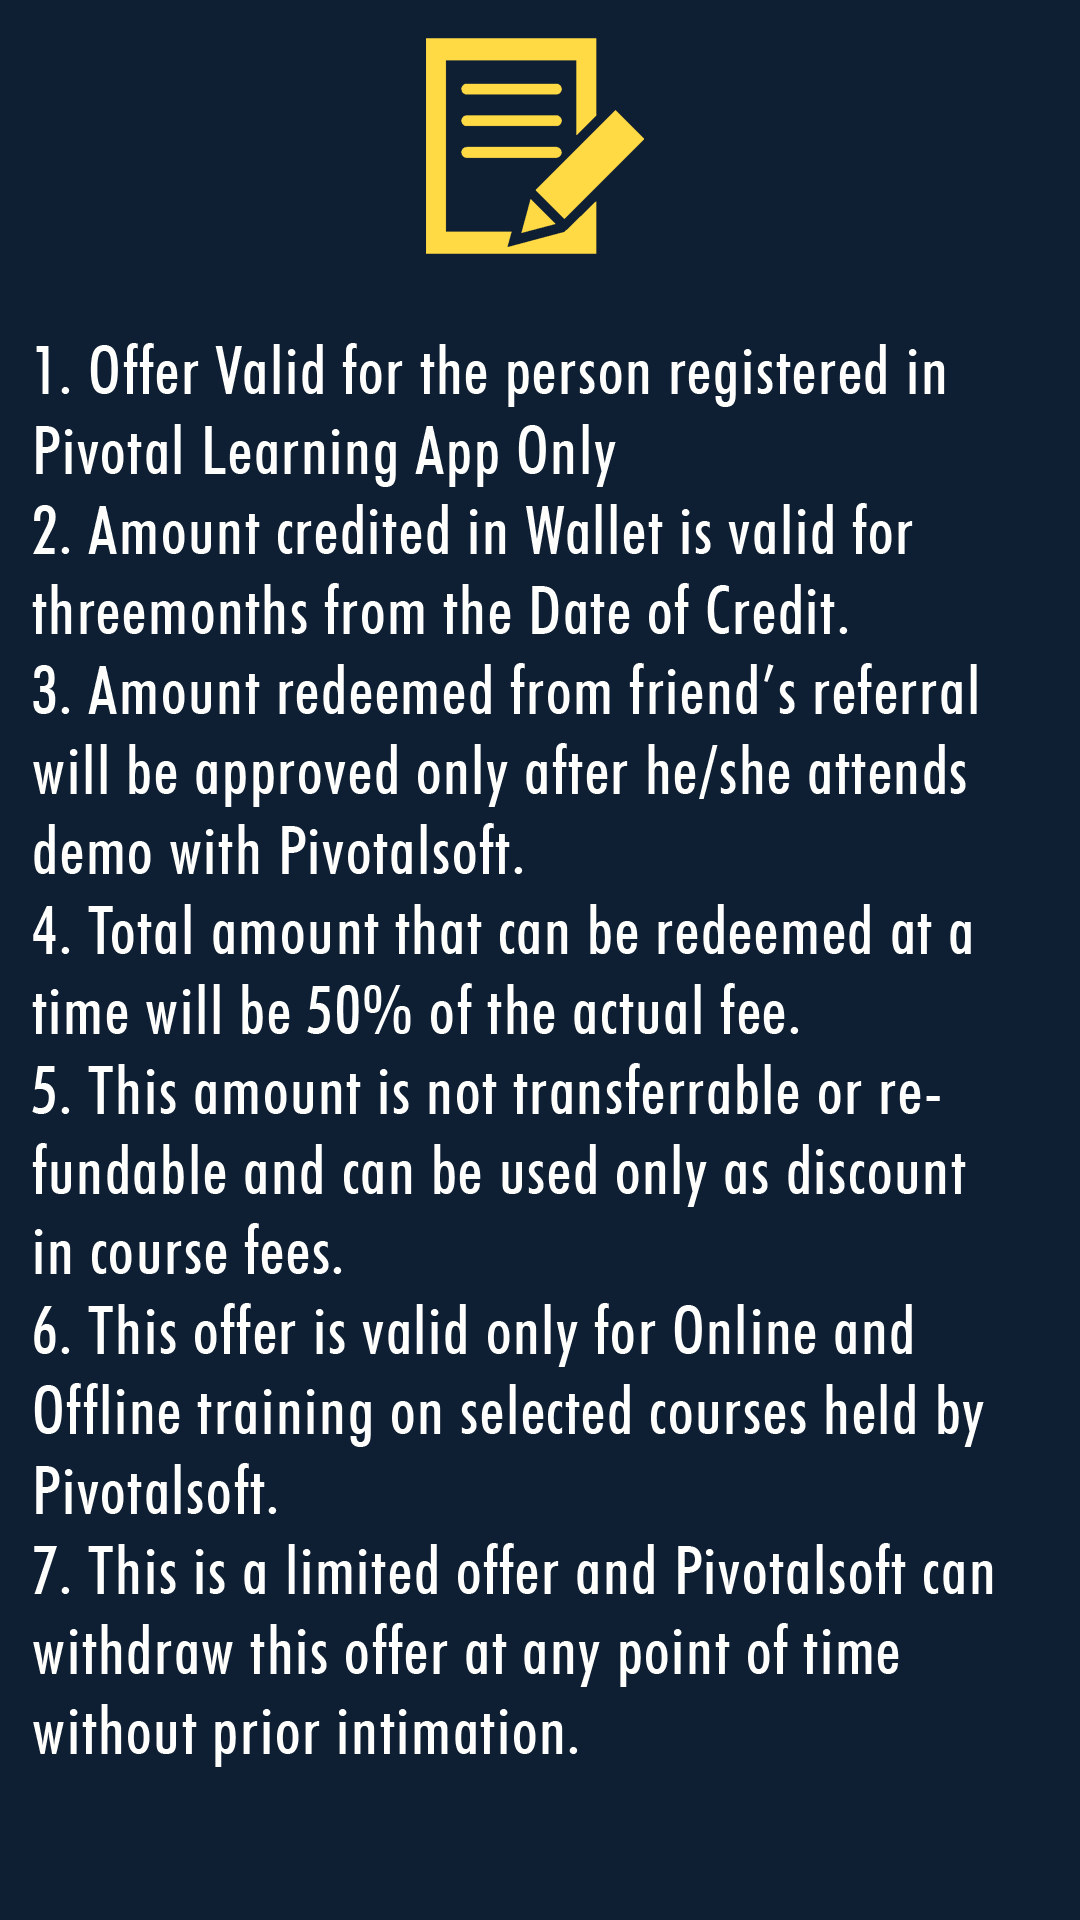 1. Offer Valid for the person registered in
Pivotal Learning App Only
2. Amount credited in Wallet is valid for
threemonths from the Date of Credit.
3. Amount redeemed from friend’s referral
will be approved only after he/she attends
demo with Pivotalsoft.
4. Total amount that can be redeemed at a
time will be 50% of the actual fee.
5. This amount is not transferrable or re-
fundable and can be used only as discount
in course fees.
6. This offer is valid only for Online and
Offline training on selected courses held by
Pivotalsoft.
7. This is a limited offer and Pivotalsoft can
withdraw this offer at any point of time
without prior intimation.